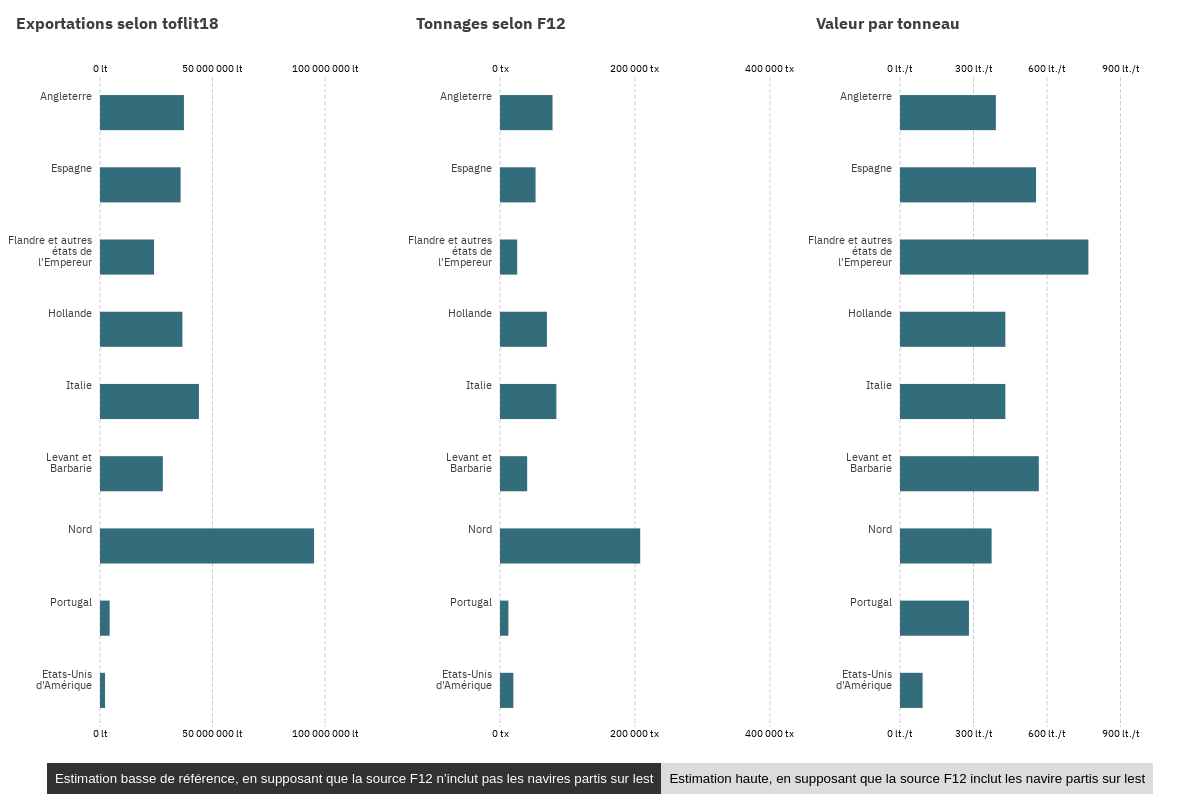 Exportations selon toflit18
0 lt 50 000 000 lt 100 000 000 lt
Angleterre
Espagne
Flandre et autres
états de
l'Empereur
Hollande
Italie
Levant et
Barbarie
Nord
Portugal
Etats-Unis
d'Amérique
0 lt 50 000 000 lt 100 000 000 lt
Tonnages selon F12
0 tx 200 000 tx 400 000 tx
Angleterre
Espagne
Flandre et autres
états de
l'Empereur
Hollande
Italie
Levant et
Barbarie
Nord
Portugal
Etats-Unis
d'Amérique
0 tx 200 000 tx 400 000 tx
Valeur par tonneau
0 lt./t 300 lt./t 600 lt./t 900 lt./t
Angleterre
Espagne
Flandre et autres
états de
l'Empereur
Hollande
Italie
Levant et
Barbarie
Nord
Portugal
Etats-Unis
d'Amérique
0 lt./t 300 lt./t 600 lt./t 900 lt./t
Estimation basse de référence, en supposant que la source F12 n'inclut pas les navires partis sur lest
Estimation haute, en supposant que la source F12 inclut les navire partis sur lest